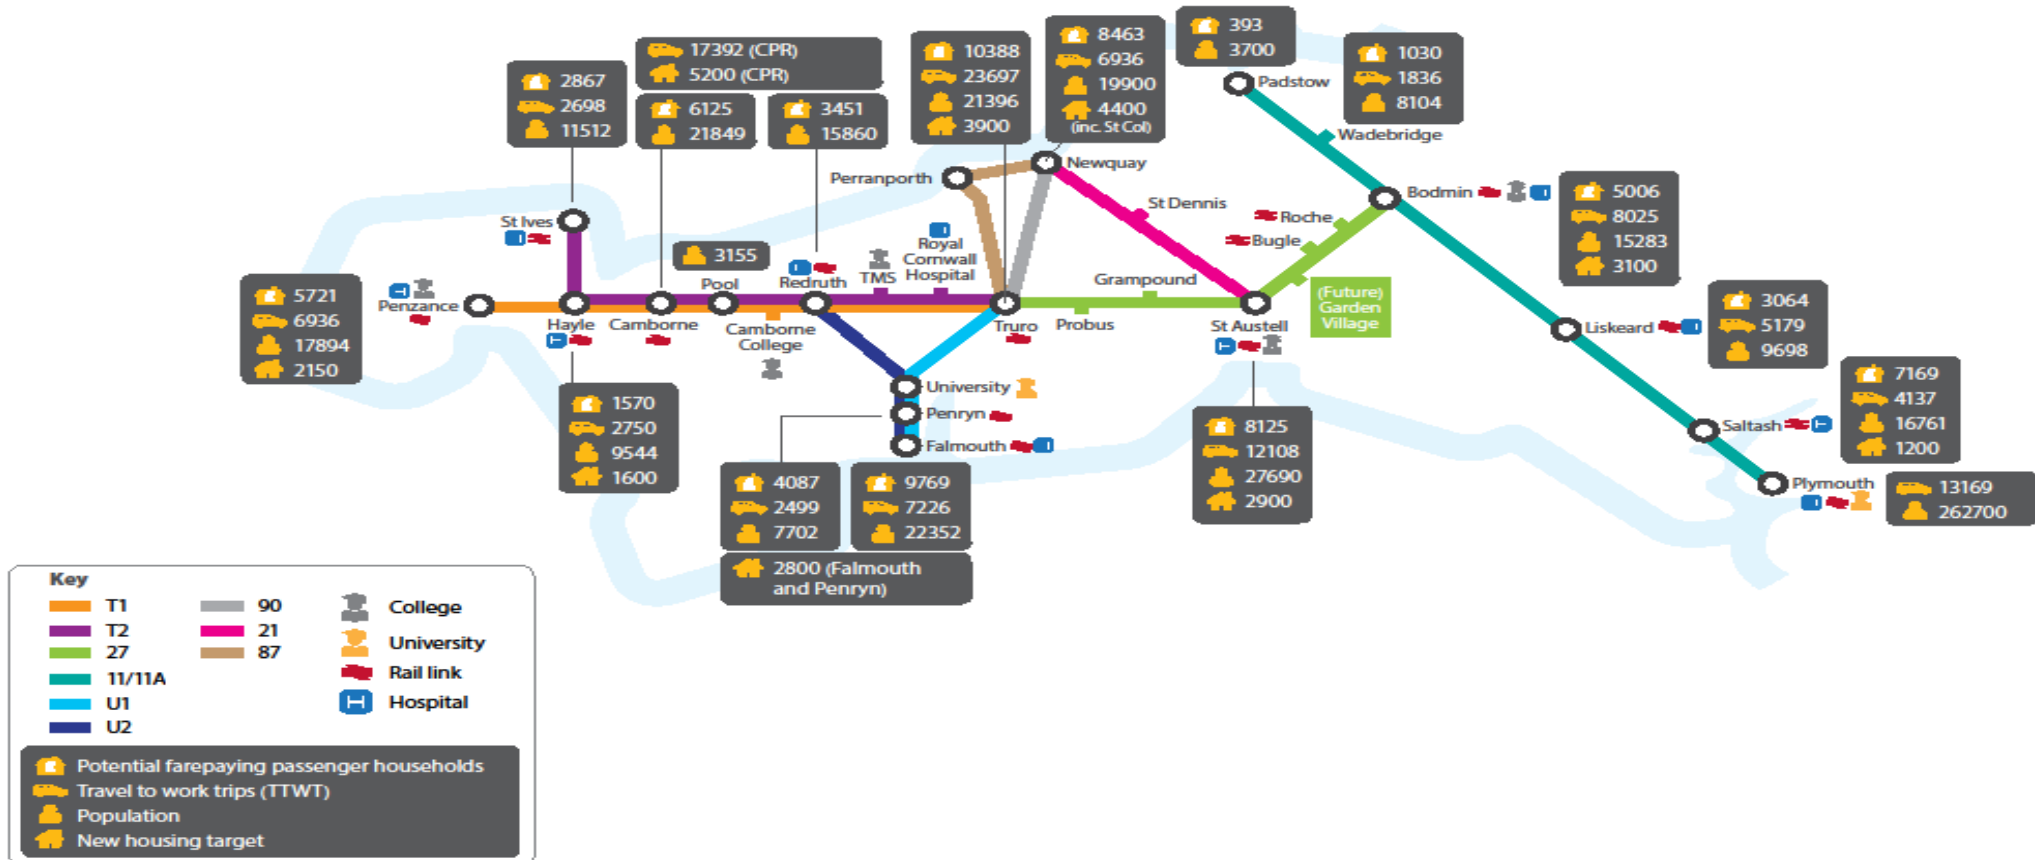 17392 (CPR)
5200 (CPR)
2867
2698
11512
6125
21849
3451
15860
10388
23697
21396
3900
8463
6936
19900
4400
(inc. St Col)
393
3700
1030
1836
8104
Padstow
Wadebridge
Newquay
Perranporth
St Dennis
Roche
Bugle
Bodmin
5006
8025
15283
3100
St Ives
3155
Pool
Redruth
TMS
Royal
Cornwall
Hospital
Grampound
5721
6936
17894
2150
Penzance
Hayle
Camborne
Camborne
College
Truro
Probus
St Austell
(Future)
Garden
Village
Liskeard
3064
5179
9698
1570
2750
9544
1600
University
Penryn
Falmouth
4087
2499
7702
9769
7226
22352
2800 (Falmouth
and Penryn)
8125
12108
27690
2900
Saltash
7169
4137
16761
1200
Plymouth
13169
262700
Key
T1
T2
27
11/11A
U1
U2
90
21
87
College
University
Rail link
H Hospital
Potential farepaying passenger households
Travel to work trips (TTWT)
Population
New housing target